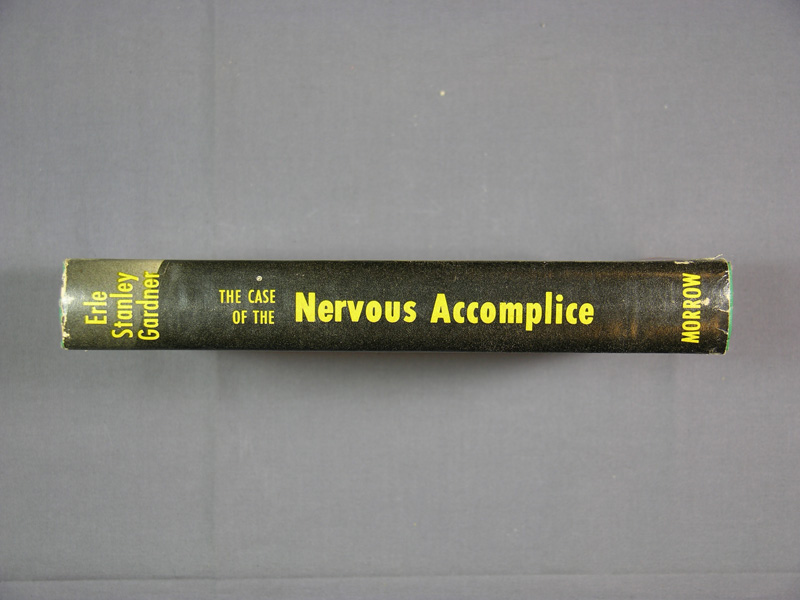 Erle
Stanley
Gardner
THE CASE
OF THE
Nervous Accomplice
MORROW